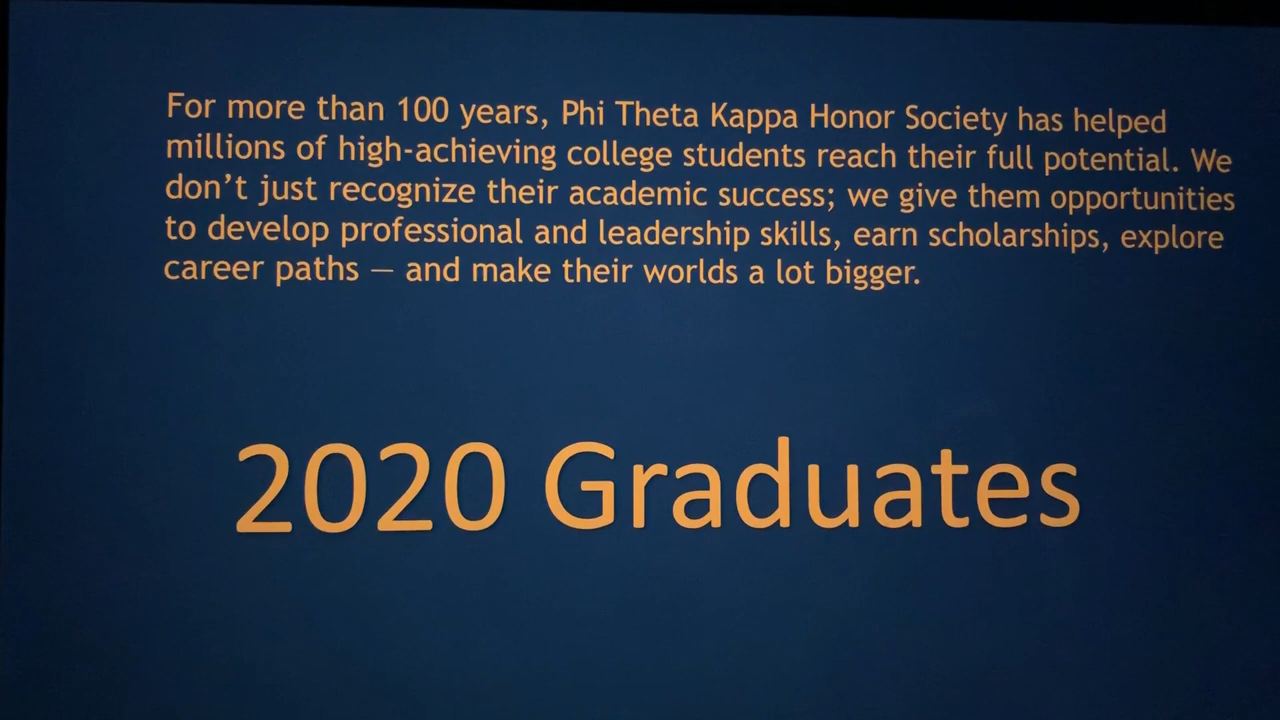 For more than 100 years, Phi Theta Kappa Honor Society has helped
millions of high-achieving college students reach their full potential. We
don’t just recognize their academic success; we give them opportunities
to develop professional and leadership skills, earn scholarships, explore
career paths — and make their worlds a lot bigger.
2020 Graduates